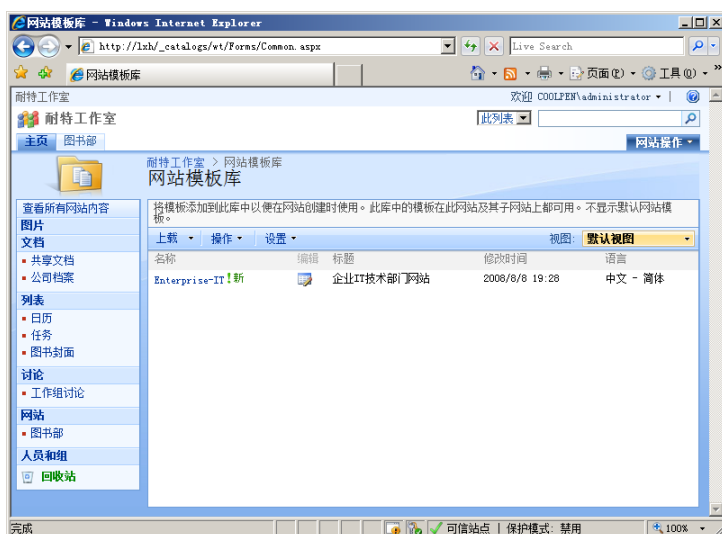 网站模板库 - Windows Internet Explorer
http://lxh/_catalogs/wt/Forms/Common.aspx
Live Search
网站模板库
页面(P)
工具(O)
耐特工作室
欢迎 COOLPEN\administrator
耐特工作室
此列表
主页
图书部
网站操作
耐特工作室 > 网站模板库
网站模板库
查看所有网站内容
图片
文档
共享文档
公司档案
列表
日历
任务
图书封面
讨论
工作组讨论
网站
图书部
人员和组
回收站
将模板添加到此库中以便在网站创建时使用。此库中的模板在此网站及其子网站上都可用。不显示默认网站模
板。
上载
操作
设置
视图:
默认视图
名称
编辑
标题
修改时间
语言
Enterprise-IT!新
企业IT技术部门网站
2008/8/8 19:28
中文 - 简体
完成
可信站点 | 保护模式: 禁用
100%